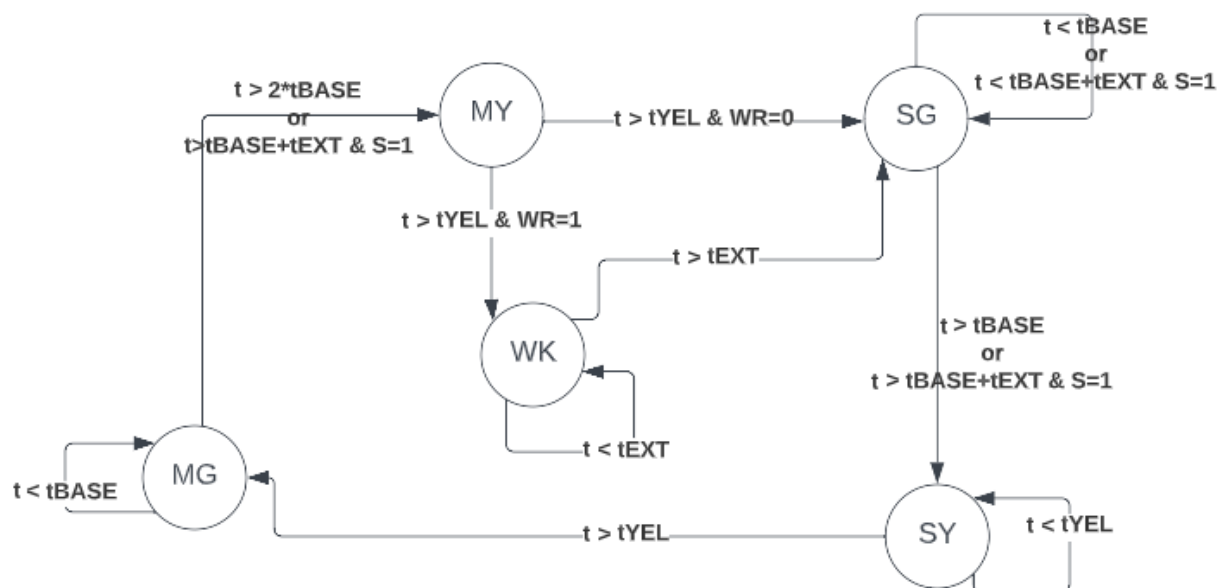 t < tBASE
or
t < tBASE+tEXT & S=1
t > 2*tBASE
or
t>tBASE+tEXT & S=1
MY
t > tYEL & WR=0
SG
t > tYEL & WR=1
t > tEXT
t > tBASE
or
t > tBASE+tEXT & S=1
WK
t < tEXT
MG
t < tBASE
t > tYEL
SY
t < tYEL